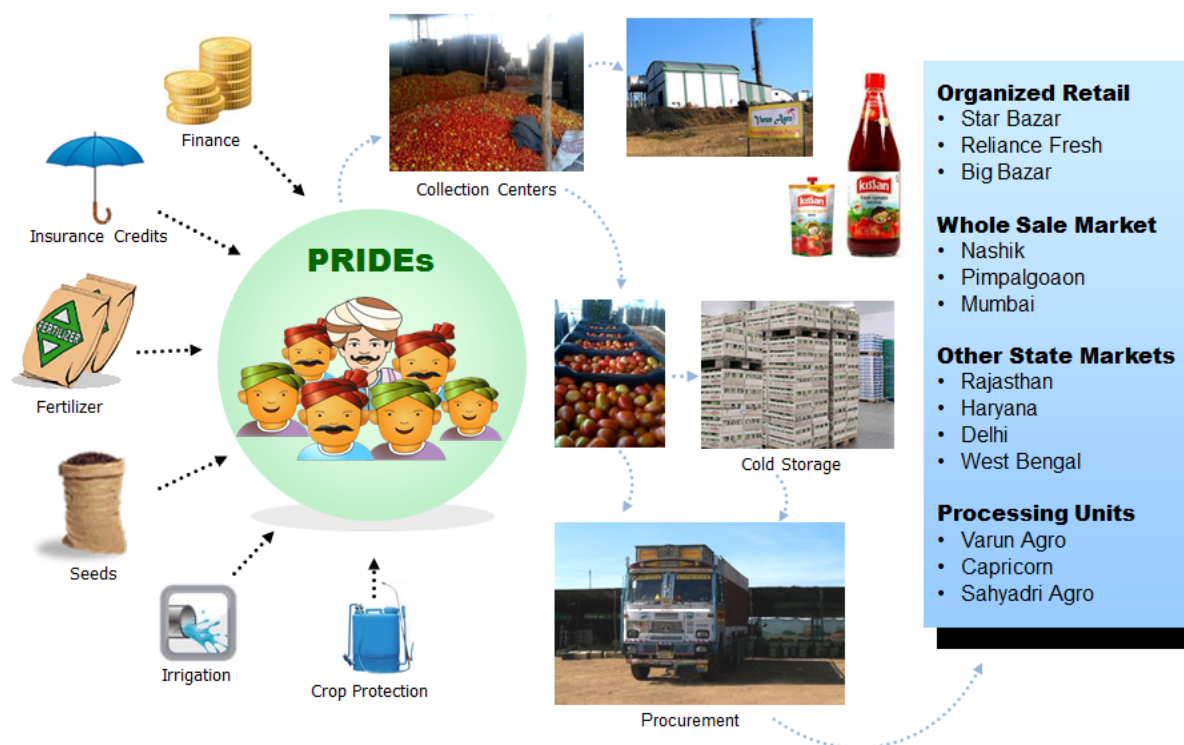 Finance
Insurance Credits
FERTILIZER
Fertilizer
Seeds
Irrigation
Crop Protection
PRIDEs
Collection Centers
Varun Agro
Kissan
Kissan
Cold Storage
Procurement
Organized Retail
• Star Bazar
• Reliance Fresh
• Big Bazar
Whole Sale Market
• Nashik
• Pimpalgoaon
• Mumbai
Other State Markets
• Rajasthan
• Haryana
• Delhi
• West Bengal
Processing Units
• Varun Agro
• Capricorn
• Sahyadri Agro